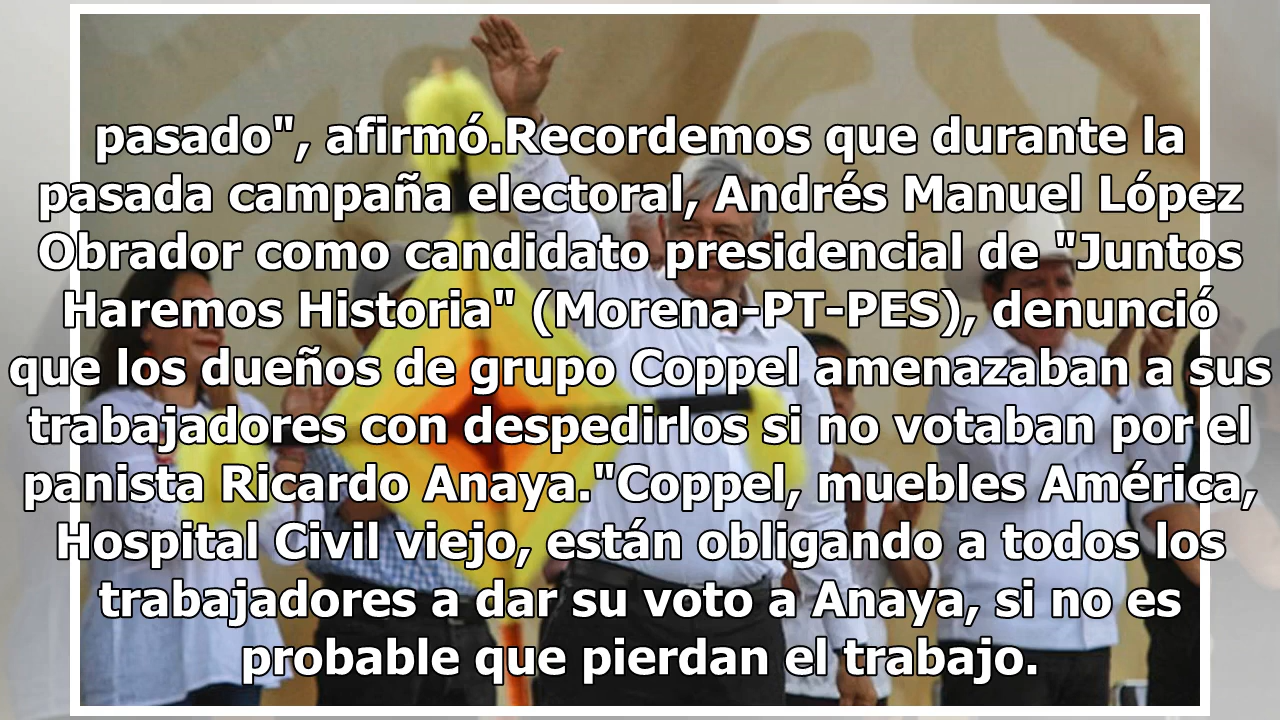 pasado", afirmó.Recordemos que durante la
pasada campaña electoral, Andrés Manuel López
Obrador como candidato presidencial de "Juntos
Haremos Historia" (Morena-PT-PES), denunció
que los dueños de grupo Coppel amenazaban a sus
trabajadores con despedirlos si no votaban por el
panista Ricardo Anaya."Coppel, muebles América,
Hospital Civil viejo, están obligando a todos los
trabajadores a dar su voto a Anaya, si no es
probable que pierdan el trabajo.